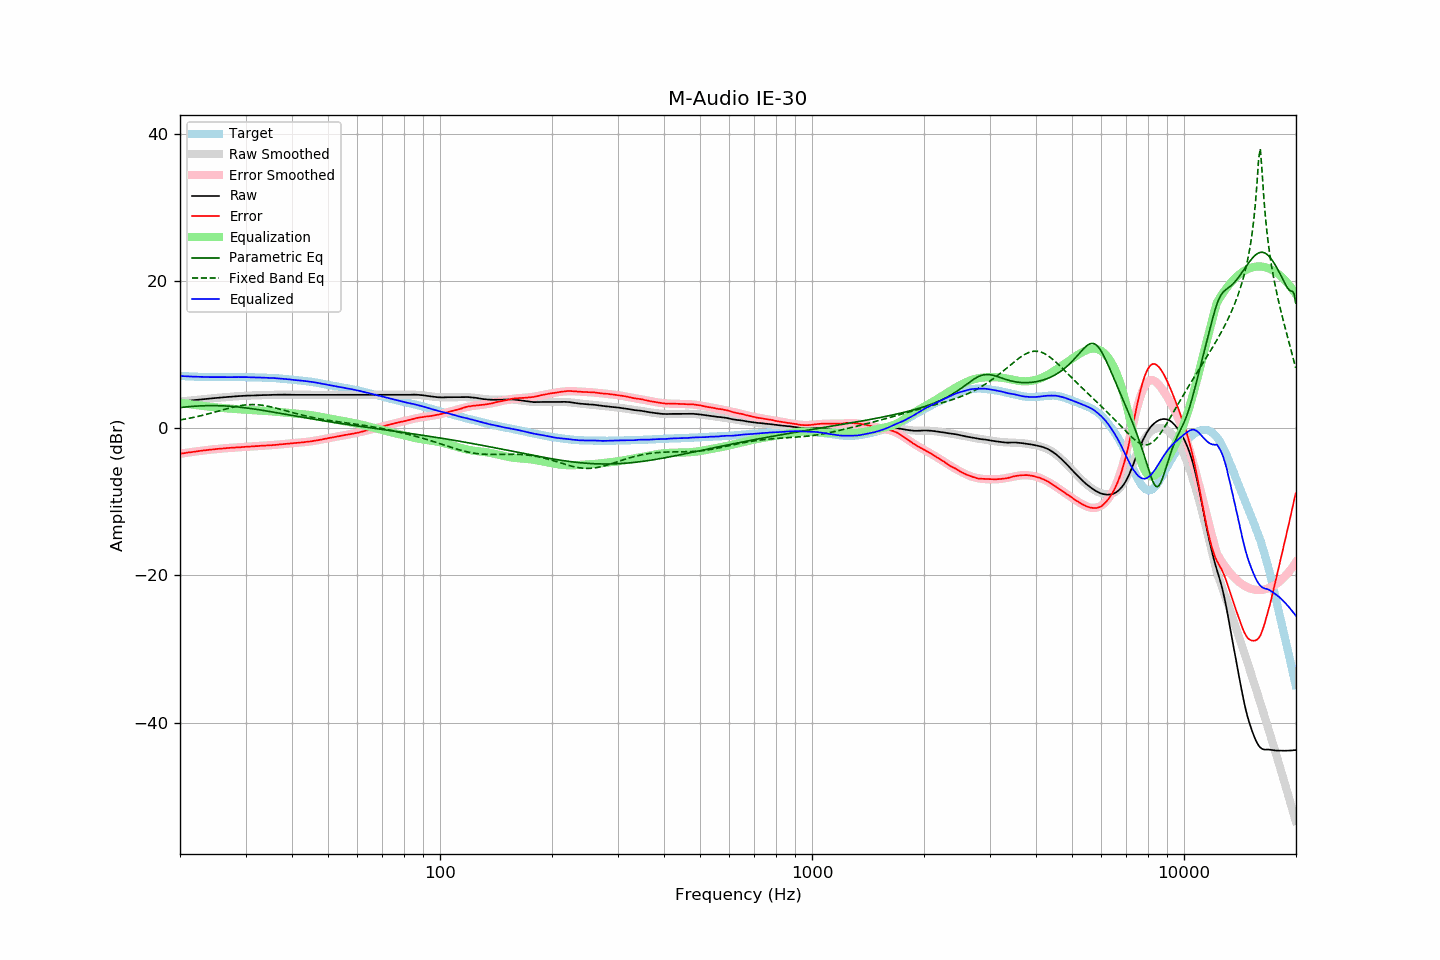 M-Audio IE-30
40
20
0
−20
−40
Amplitude (dBr)
Target
Raw Smoothed
Error Smoothed
Raw
Error
Equalization
Parametric Eq
Fixed Band Eq
Equalized
100
1000
10000
Frequency (Hz)